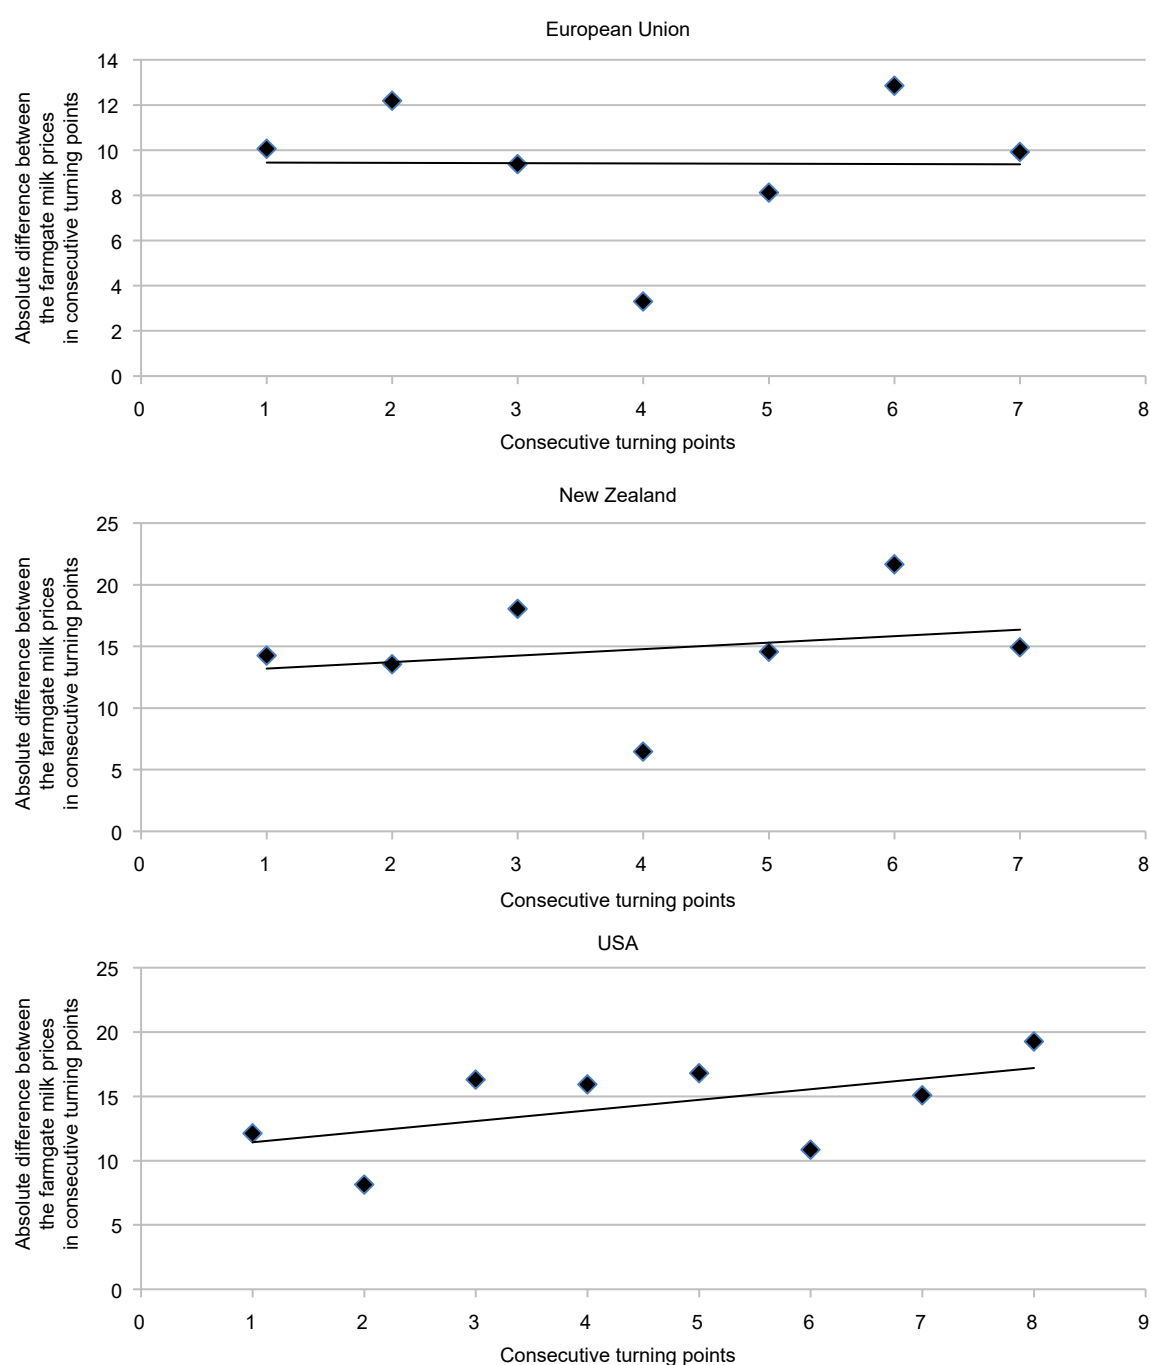 European Union
Absolute difference between
the farmgate milk prices
in consecutive turning points
14
12
10
8
6
4
2
0
0 1 2 3 4 5 6 7 8
Consecutive turning points
New Zealand
Absolute difference between
the farmgate milk prices
in consecutive turning points
25
20
15
10
5
0
0 1 2 3 4 5 6 7 8
Consecutive turning points
USA
Absolute difference between
the farmgate milk prices
in consecutive turning points
25
20
15
10
5
0
0 1 2 3 4 5 6 7 8 9
Consecutive turning points